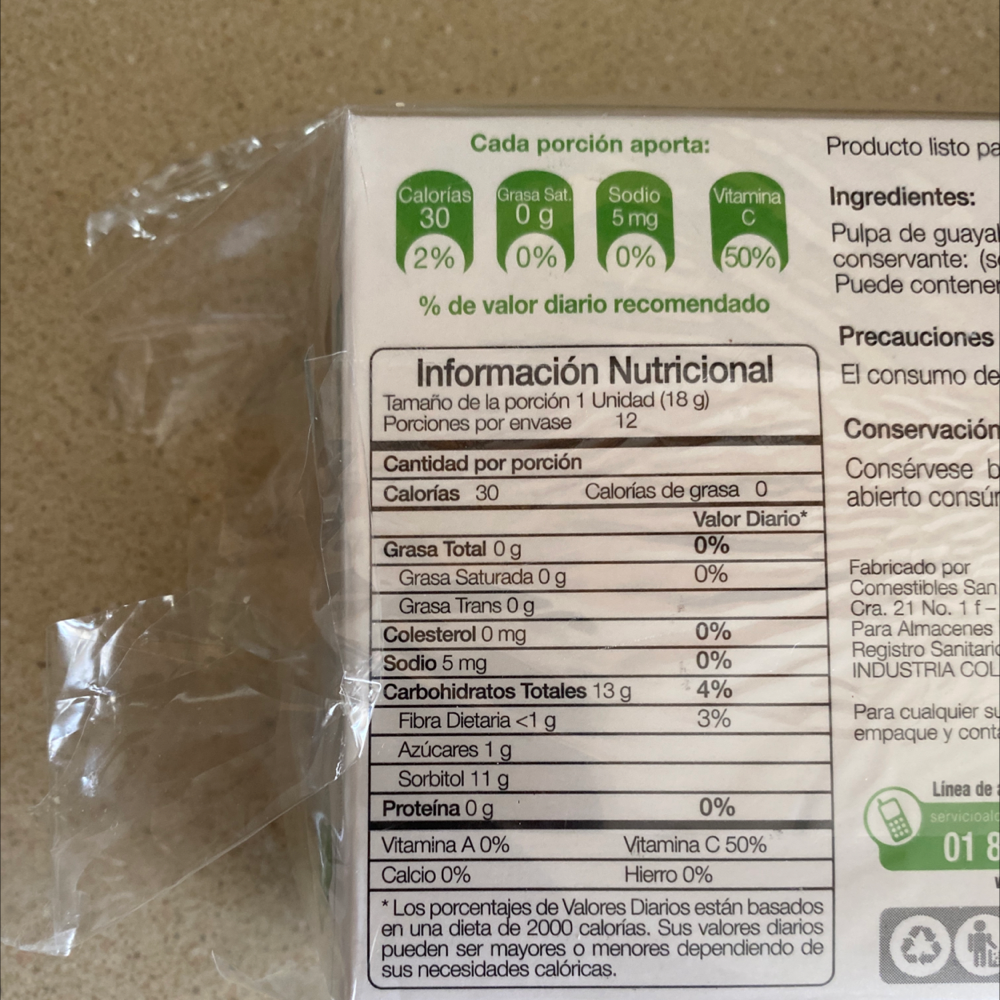 Cada porción aporta:
Calorías 30 2%
Grasa Sat. 0 g 0%
Sodio 5 mg 0%
Vitamina C 50%
% de valor diario recomendado
Información Nutricional
Tamaño de la porción 1 Unidad (18 g)
Porciones por envase 12
Cantidad por porción
Calorías 30 Calorías de grasa 0
Valor Diario*
Grasa Total 0 g 0%
Grasa Saturada 0 g 0%
Grasa Trans 0 g
Colesterol 0 mg 0%
Sodio 5 mg 0%
Carbohidratos Totales 13 g 4%
Fibra Dietaria <1 g 3%
Azúcares 1 g
Sorbitol 11 g
Proteína 0 g 0%
Vitamina A 0% Vitamina C 50%
Calcio 0% Hierro 0%
* Los porcentajes de Valores Diarios están basados
en una dieta de 2000 calorías. Sus valores diarios
pueden ser mayores o menores dependiendo de
sus necesidades calóricas.
Producto listo
Ingredientes:
Pulpa de
conservante:
Puede
Precauciones
El consumo de
Conservación
Consérvese
abierto
Fabricado por
Comestibles San
Cra. 21 No. 1 f –
Para Almacenes
Registro
INDUSTRIA
Para cualquier
empaque y
Línea de
01 8